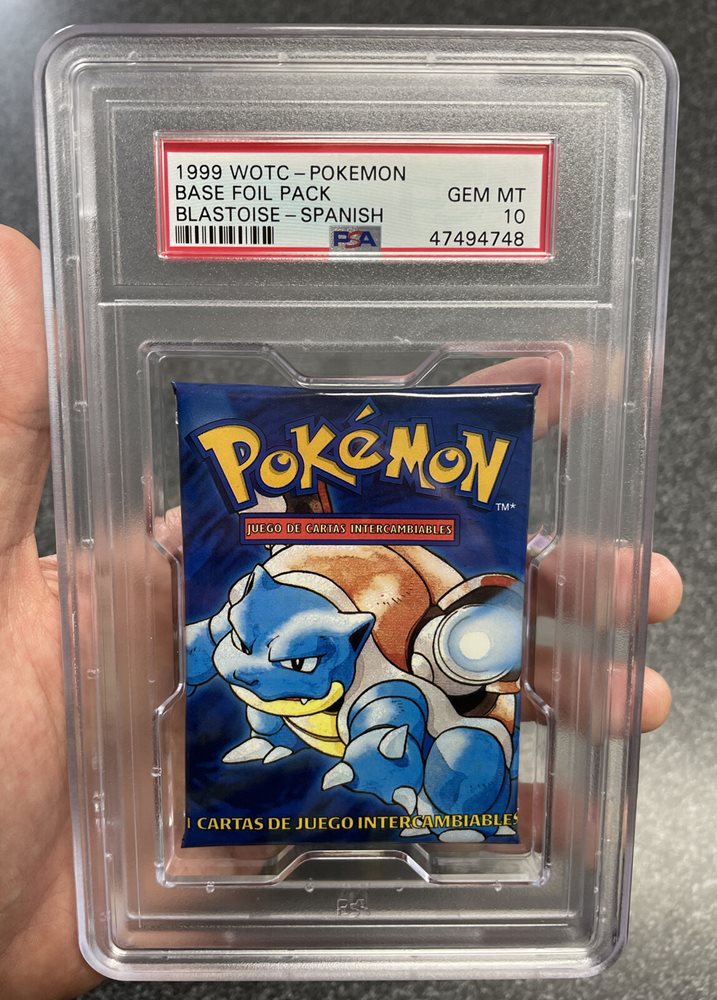 1999 WOTC-POKEMON
BASE FOIL PACK GEM MT
BLASTOISE-SPANISH 10
PSA 47494748
POKéMON
TM*
JUEGO DE CARTAS INTERCAMBIABLES
CARTAS DE JUEGO INTERCAMBIABLES
PSA